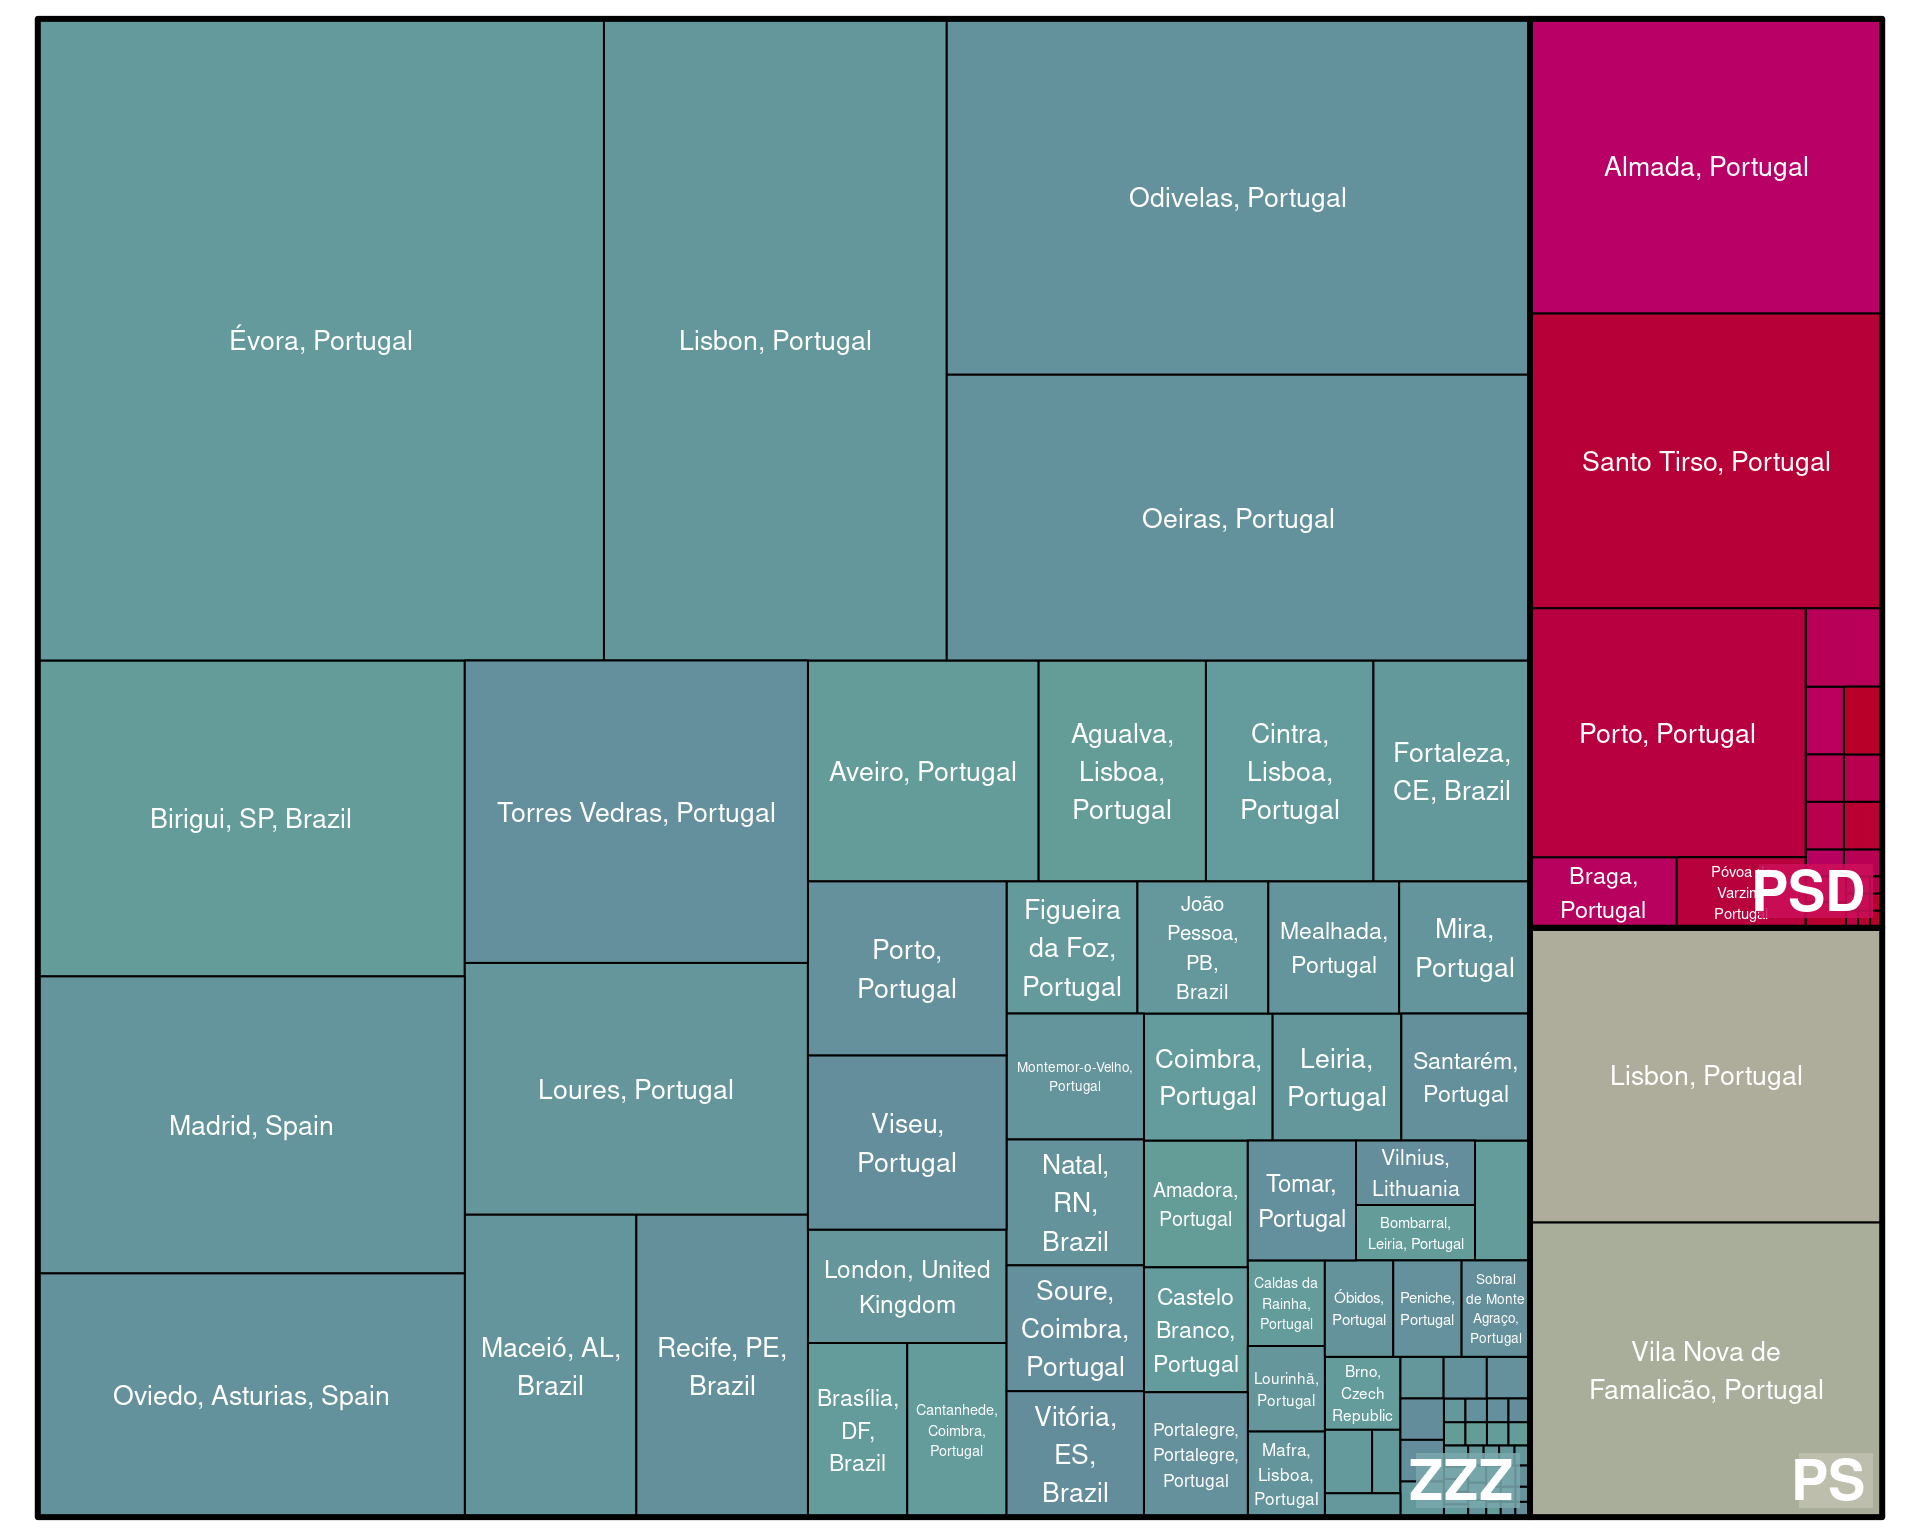 Évora, Portugal
Lisbon, Portugal
Odivelas, Portugal
Oeiras, Portugal
Birigui, SP, Brazil
Madrid, Spain
Oviedo, Asturias, Spain
Torres Vedras, Portugal
Loures, Portugal
Maceió, AL,
Brazil
Recife, PE,
Brazil
Aveiro, Portugal
Agualva,
Lisboa,
Portugal
Cintra,
Lisboa,
Portugal
Fortaleza,
CE, Brazil
Porto,
Portugal
Viseu,
Portugal
London, United
Kingdom
Brasília,
DF,
Brazil
Cantanhede,
Coimbra,
Portugal
Figueira
da Foz,
Portugal
João
Pessoa,
PB,
Brazil
Mealhada,
Portugal
Mira,
Portugal
Montemor-o-Velho,
Portugal
Natal,
RN,
Brazil
Soure,
Coimbra,
Portugal
Vitória,
ES,
Brazil
Coimbra,
Portugal
Leiria,
Portugal
Santarém,
Portugal
Amadora,
Portugal
Castelo
Branco,
Portugal
Portalegre,
Portalegre,
Portugal
Tomar,
Portugal
Vilnius,
Lithuania
Bombarral,
Leiria, Portugal
Caldas da
Rainha,
Portugal
Lourinhã,
Portugal
Mafra,
Lisboa,
Portugal
Óbidos,
Portugal
Peniche,
Portugal
Sobral
de Monte
Agraço,
Portugal
Brno,
Czech
Republic
ZZZ
Almada, Portugal
Santo Tirso, Portugal
Porto, Portugal
Braga,
Portugal
Póvoa
Varzim
Portugal
PSD
Lisbon, Portugal
Vila Nova de
Famalicão, Portugal
PS